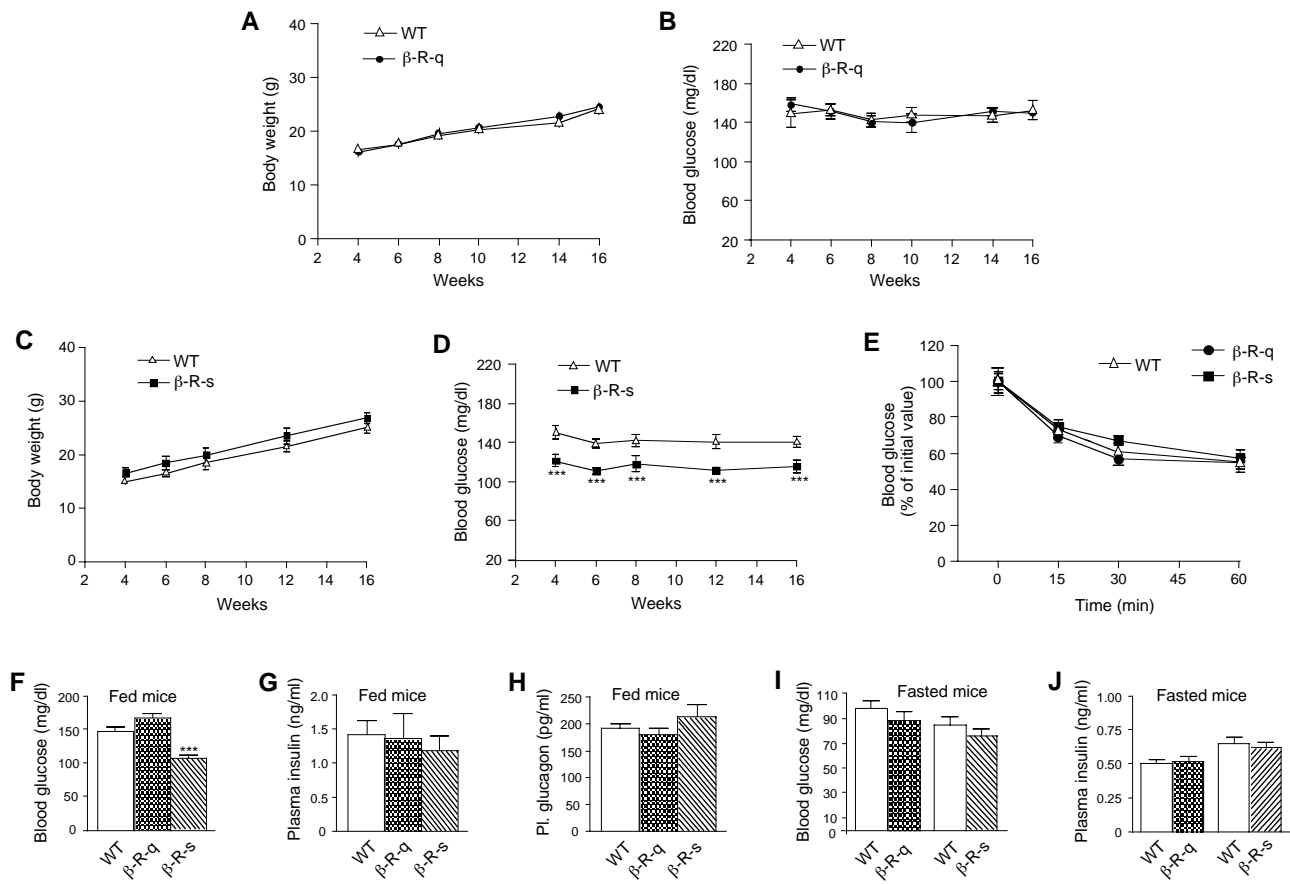 A
40
30
20
10
0
Body weight (g)
WT
β-R-q
2 4 6 8 10 12 14 16
Weeks
B
220
180
140
100
60
20
Blood glucose (mg/dl)
WT
β-R-q
2 4 6 8 10 12 14 16
Weeks
C
40
30
20
10
0
Body weight (g)
WT
β-R-s
2 4 6 8 10 12 14 16
Weeks
D
220
180
140
100
60
20
Blood glucose (mg/dl)
WT
β-R-s
*** *** *** *** ***
2 4 6 8 10 12 14 16
Weeks
E
120
100
80
60
40
20
0
Blood glucose
(% of initial value)
WT
β-R-q
β-R-s
0 15 30 45 60
Time (min)
F
Fed mice
200
150
100
50
0
Blood glucose (mg/dl)
***
WT
β-R-q
β-R-s
G
Fed mice
2.0
1.5
1.0
0.5
0
Plasma insulin (ng/ml)
WT
β-R-q
β-R-s
H
Fed mice
250
200
150
100
50
0
Pl. glucagon (pg/ml)
WT
β-R-q
β-R-s
I
Fasted mice
110
90
70
50
30
10
0
Blood glucose (mg/dl)
WT
β-R-q
WT
β-R-s
J
Fasted mice
1.00
0.75
0.50
0.25
0
Plasma insulin (ng/ml)
WT
β-R-q
WT
β-R-s